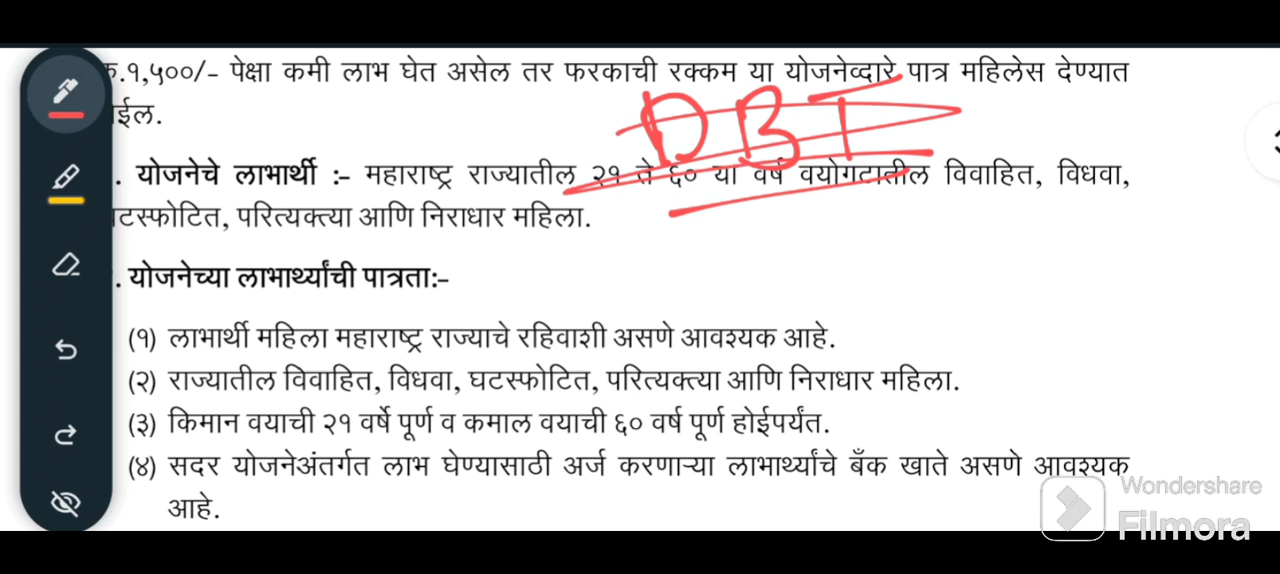 रु.१,५००/- पेक्षा कमी लाभ घेत असेल तर फरकाची रक्कम या योजनेव्दारे पात्र महिलेस देण्यात
DBT
. योजनेचे लाभार्थी :- महाराष्ट्र राज्यातील २१ ते ६० या वर्ष वयोगटातील विवाहित, विधवा,
परित्यक्त्या आणि निराधार महिला.
. योजनेच्या लाभार्थ्यांची पात्रता:-
(१) लाभार्थी महिला महाराष्ट्र राज्याचे रहिवाशी असणे आवश्यक आहे.
(२) राज्यातील विवाहित, विधवा, घटस्फोटित, परित्यक्त्या आणि निराधार महिला.
(३) किमान वयाची २१ वर्षे पूर्ण व कमाल वयाची ६० वर्ष पूर्ण होईपर्यंत.
(४) सदर योजनेअंतर्गत लाभ घेण्यासाठी अर्ज करणाऱ्या लाभार्थ्यांचे बँक खाते असणे आवश्यक
आहे.
Wondershare
Filmora